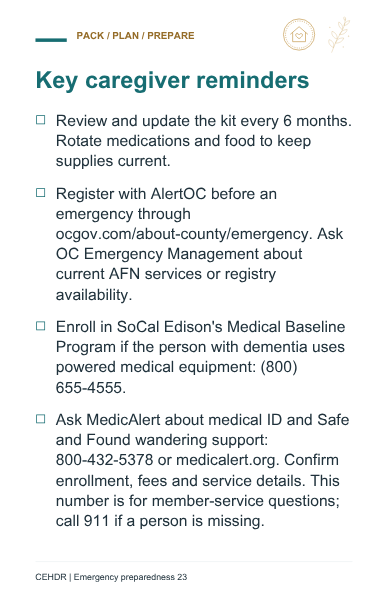 PACK / PLAN / PREPARE
Key caregiver reminders
Review and update the kit every 6 months.
Rotate medications and food to keep
supplies current.
Register with AlertOC before an
emergency through
ocgov.com/about-county/emergency. Ask
OC Emergency Management about
current AFN services or registry
availability.
Enroll in SoCal Edison's Medical Baseline
Program if the person with dementia uses
powered medical equipment: (800)
655-4555.
Ask MedicAlert about medical ID and Safe
and Found wandering support:
800-432-5378 or medicalert.org. Confirm
enrollment, fees and service details. This
number is for member-service questions;
call 911 if a person is missing.
CEHDR | Emergency preparedness 23